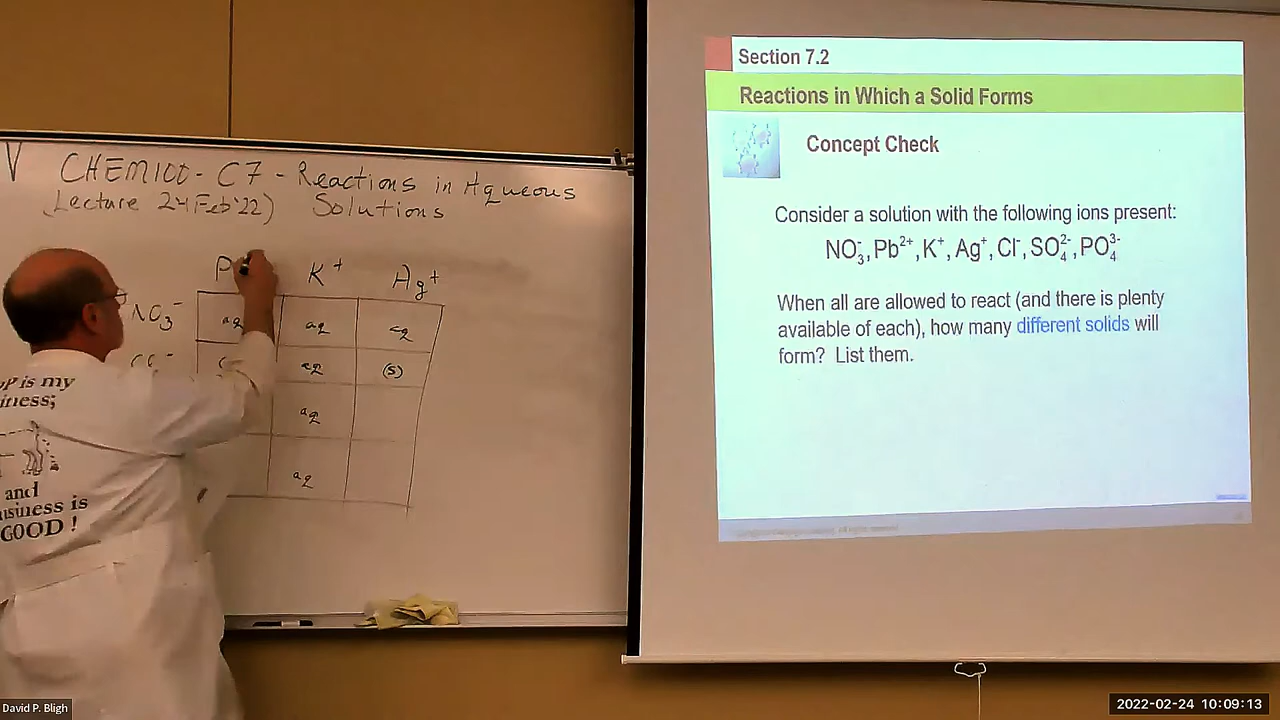 CHEM100 - C7 - Reactions in Aqueous
(Lecture 24 Feb '22) Solutions
K+ Ag+
NO3-
aq aq aq
aq (s)
aq
aq
is my
and
business is
GOOD!
Section 7.2
Reactions in Which a Solid Forms
Concept Check
Consider a solution with the following ions present:
NO3-, Pb2+, K+, Ag+, Cl-, SO42-, PO43-
When all are allowed to react (and there is plenty
available of each), how many different solids will
form? List them.
David P. Bligh
2022-02-24 10:09:13